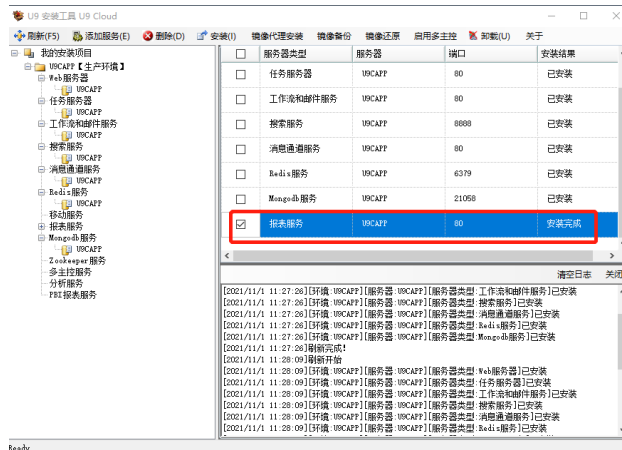 U9 安装工具 U9 Cloud
刷新(F5) 添加服务(E) 删除(D) 安装(I) 镜像代理安装 镜像备份 镜像还原 启用多主控 卸载(U) 关于
我的安装项目
U9CAPP【生产环境】
Web服务器
U9CAPP
任务服务器
U9CAPP
工作流和邮件服务
U9CAPP
搜索服务
U9CAPP
消息通道服务
U9CAPP
Redis服务
U9CAPP
移动服务
报表服务
Mongodb服务
U9CAPP
Zookeeper服务
多主控服务
分析服务
PBI报表服务
服务器类型 服务器 端口 安装结果
任务服务器 U9CAPP 80 已安装
工作流和邮件服务 U9CAPP 80 已安装
搜索服务 U9CAPP 8888 已安装
消息通道服务 U9CAPP 80 已安装
Redis服务 U9CAPP 6379 已安装
Mongodb服务 U9CAPP 21058 已安装
报表服务 U9CAPP 80 安装完成
清空日志 关闭
[2021/11/1 11:27:26][环境:U9CAPP][服务器:U9CAPP][服务器类型:工作流和邮件服务]已安装
[2021/11/1 11:27:26][环境:U9CAPP][服务器:U9CAPP][服务器类型:搜索服务]已安装
[2021/11/1 11:27:26][环境:U9CAPP][服务器:U9CAPP][服务器类型:消息通道服务]已安装
[2021/11/1 11:27:26][环境:U9CAPP][服务器:U9CAPP][服务器类型:Redis服务]已安装
[2021/11/1 11:27:26][环境:U9CAPP][服务器:U9CAPP][服务器类型:Mongodb服务]已安装
[2021/11/1 11:27:26]刷新完成!
[2021/11/1 11:28:09]刷新开始
[2021/11/1 11:28:09][环境:U9CAPP][服务器:U9CAPP][服务器类型:Web服务器]已安装
[2021/11/1 11:28:09][环境:U9CAPP][服务器:U9CAPP][服务器类型:任务服务器]已安装
[2021/11/1 11:28:09][环境:U9CAPP][服务器:U9CAPP][服务器类型:工作流和邮件服务]已安装
[2021/11/1 11:28:09][环境:U9CAPP][服务器:U9CAPP][服务器类型:搜索服务]已安装
[2021/11/1 11:28:09][环境:U9CAPP][服务器:U9CAPP][服务器类型:消息通道服务]已安装
[2021/11/1 11:28:09][环境:U9CAPP][服务器:U9CAPP][服务器类型:Redis服务]已安装
Ready